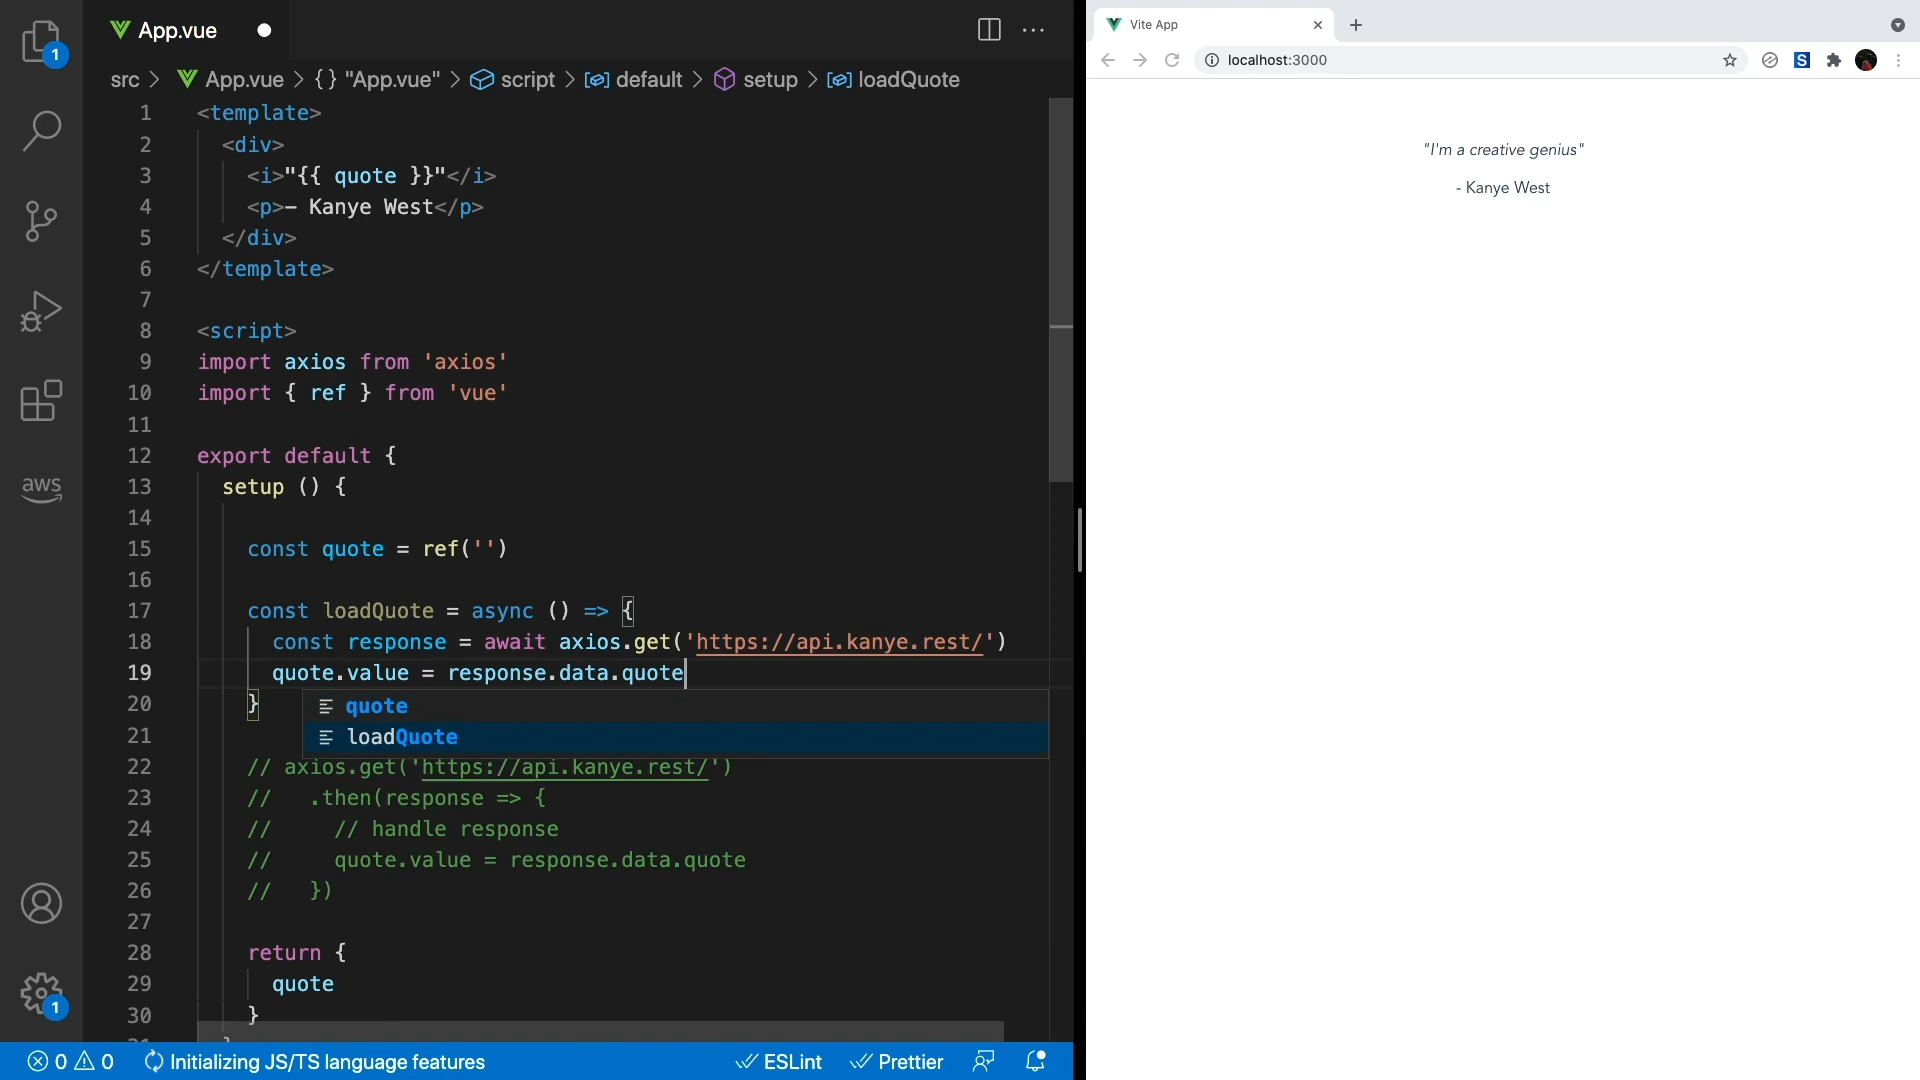 App.vue
src > App.vue > {} "App.vue" > script > default > setup > loadQuote
1 <template>
2 <div>
3 <i>"{{ quote }}"</i>
4 <p>– Kanye West</p>
5 </div>
6 </template>
7
8 <script>
9 import axios from 'axios'
10 import { ref } from 'vue'
11
12 export default {
13 setup () {
14
15 const quote = ref('')
16
17 const loadQuote = async () => {
18 const response = await axios.get('https://api.kanye.rest/')
19 quote.value = response.data.quote
20 }
quote
21
loadQuote
22 // axios.get('https://api.kanye.rest/')
23 // .then(response => {
24 // // handle response
25 // quote.value = response.data.quote
26 // })
27
28 return {
29 quote
30 }
1
aws
1
0 0 Initializing JS/TS language features ESLint Prettier
Vite App
localhost:3000
S
"I'm a creative genius"
- Kanye West